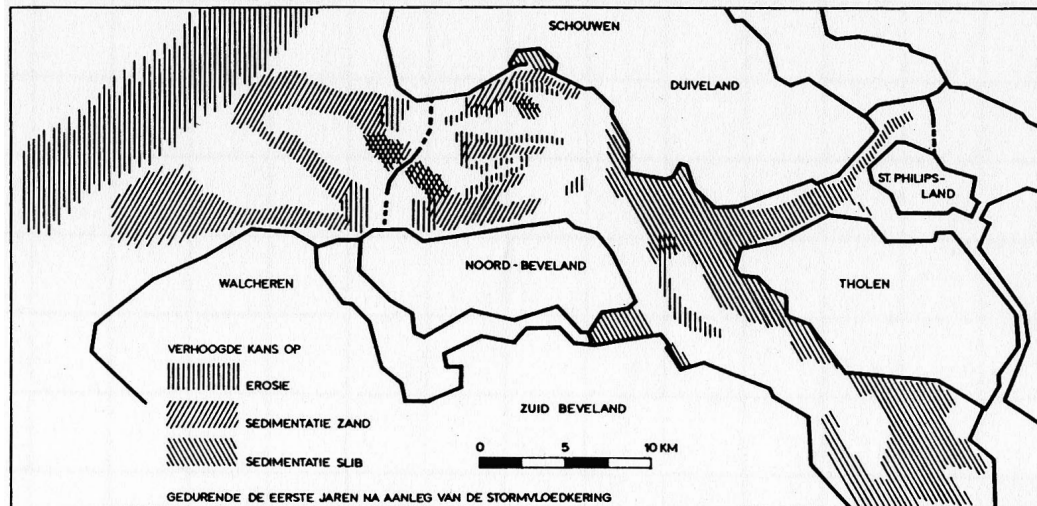 SCHOUWEN
DUIVELAND
ST. PHILIPS-
LAND
NOORD-BEVELAND
WALCHEREN
THOLEN
VERHOOGDE KANS OP
EROSIE
SEDIMENTATIE ZAND
SEDIMENTATIE SLIB
ZUID BEVELAND
0 5 10 KM
GEDURENDE DE EERSTE JAREN NA AANLEG VAN DE STORMVLOEDKERING